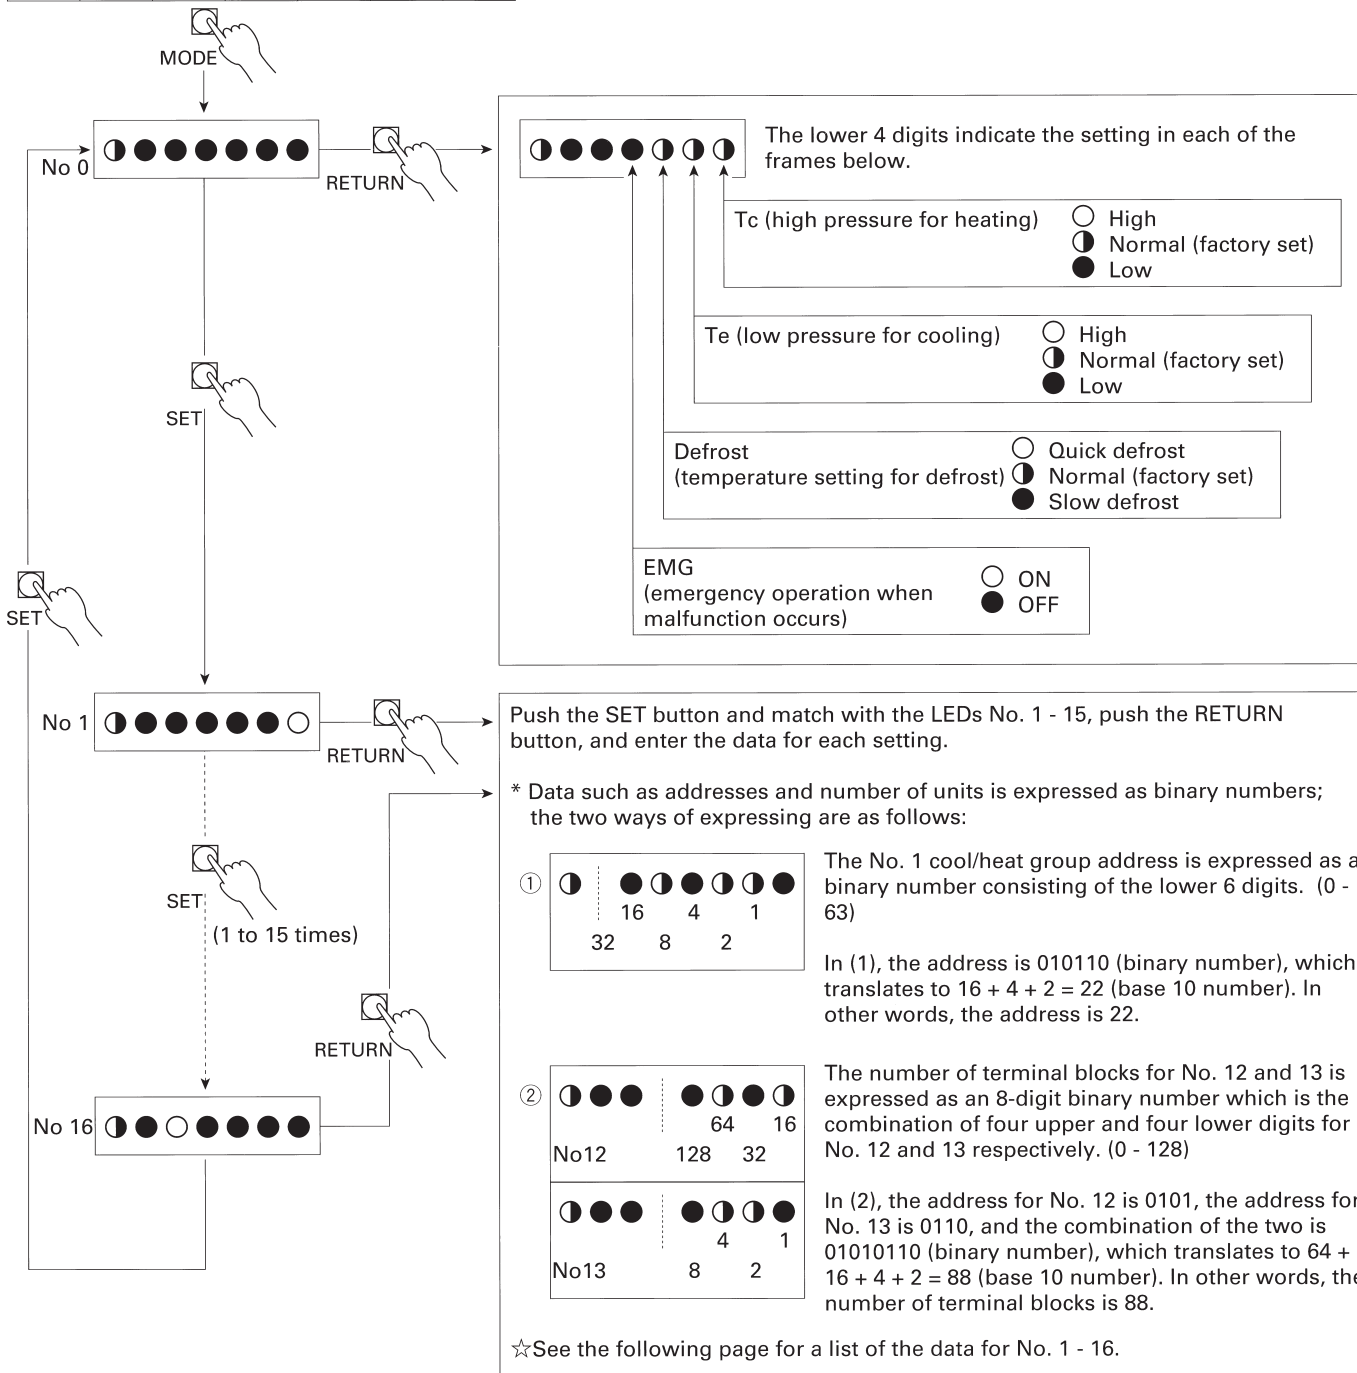 MODE
No 0
RETURN
The lower 4 digits indicate the setting in each of the
frames below.
Tc (high pressure for heating)
High
Normal (factory set)
Low
Te (low pressure for cooling)
High
Normal (factory set)
Low
SET
Defrost
(temperature setting for defrost)
Quick defrost
Normal (factory set)
Slow defrost
EMG
(emergency operation when
malfunction occurs)
ON
OFF
SET
No 1
RETURN
Push the SET button and match with the LEDs No. 1 - 15, push the RETURN
button, and enter the data for each setting.
* Data such as addresses and number of units is expressed as binary numbers;
the two ways of expressing are as follows:
SET
(1 to 15 times)
RETURN
No 16
①
16 4 1
32 8 2
The No. 1 cool/heat group address is expressed as a
binary number consisting of the lower 6 digits. (0 -
63)
In (1), the address is 010110 (binary number), which
translates to 16 + 4 + 2 = 22 (base 10 number). In
other words, the address is 22.
②
64 16
No12 128 32
4 1
No13 8 2
The number of terminal blocks for No. 12 and 13 is
expressed as an 8-digit binary number which is the
combination of four upper and four lower digits for
No. 12 and 13 respectively. (0 - 128)
In (2), the address for No. 12 is 0101, the address for
No. 13 is 0110, and the combination of the two is
01010110 (binary number), which translates to 64 +
16 + 4 + 2 = 88 (base 10 number). In other words, the
number of terminal blocks is 88.
☆See the following page for a list of the data for No. 1 - 16.